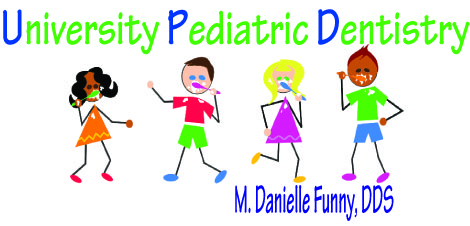 University Pediatric Dentistry
M. Danielle Funny, DDS